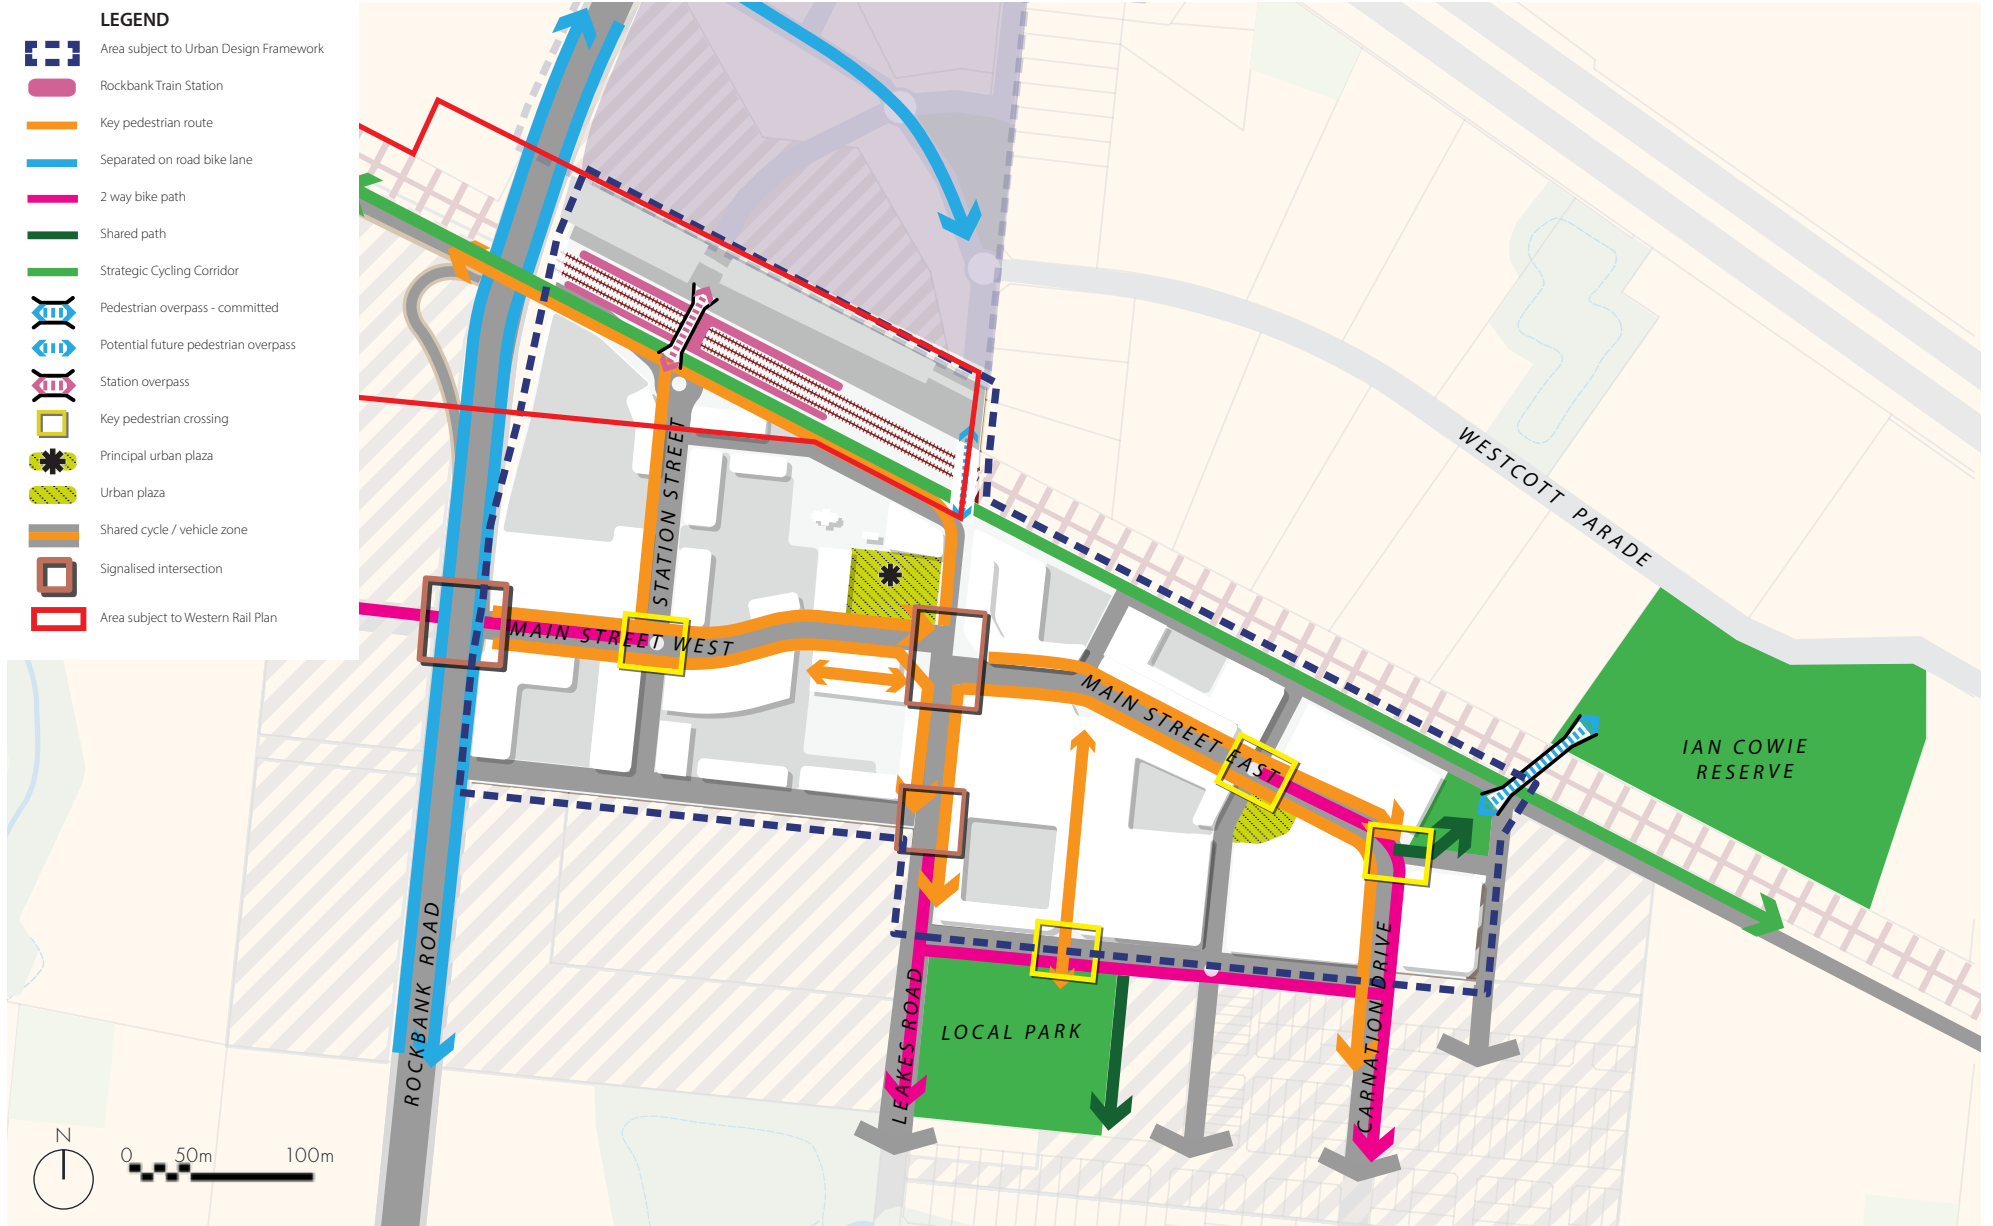 LEGEND
Area subject to Urban Design Framework
Rockbank Train Station
Key pedestrian route
Separated on road bike lane
2 way bike path
Shared path
Strategic Cycling Corridor
Pedestrian overpass - committed
Potential future pedestrian overpass
Station overpass
Key pedestrian crossing
Principal urban plaza
Urban plaza
Shared cycle / vehicle zone
Signalised intersection
Area subject to Western Rail Plan
WESTCOTT PARADE
STATION STREET
MAIN STREET WEST
MAIN STREET EAST
IAN COWIE
RESERVE
ROCKBANK ROAD
LEAKES ROAD
LOCAL PARK
CARNATION DRIVE
N
0 50m 100m